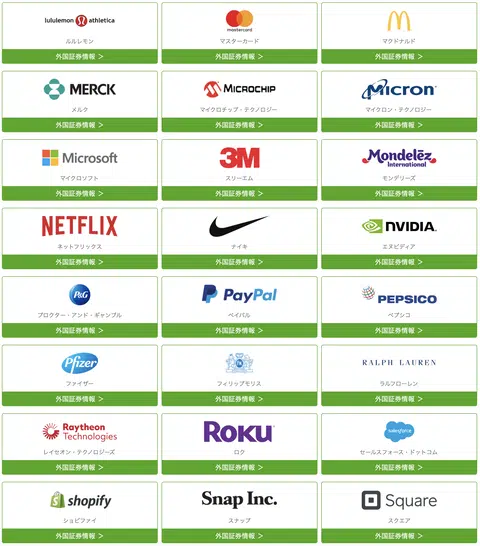 lululemon athletica
ルルレモン
外国証券情報 >
mastercard
マスターカード
外国証券情報 >
マクドナルド
外国証券情報 >
MERCK
メルク
外国証券情報 >
MICROCHIP
マイクロチップ・テクノロジー
外国証券情報 >
Micron
マイクロン・テクノロジー
外国証券情報 >
Microsoft
マイクロソフト
外国証券情報 >
3M
スリーエム
外国証券情報 >
Mondelēz
International
モンデリーズ
外国証券情報 >
NETFLIX
ネットフリックス
外国証券情報 >
ナイキ
外国証券情報 >
NVIDIA
エヌビディア
外国証券情報 >
P&G
プロクター・アンド・ギャンブル
外国証券情報 >
PayPal
ペイパル
外国証券情報 >
PEPSICO
ペプシコ
外国証券情報 >
Pfizer
ファイザー
外国証券情報 >
フィリップモリス
外国証券情報 >
RALPH LAUREN
ラルフローレン
外国証券情報 >
Raytheon
Technologies
レイセオン・テクノロジーズ
外国証券情報 >
ROKU
ロク
外国証券情報 >
salesforce
セールスフォース・ドットコム
外国証券情報 >
shopify
ショピファイ
外国証券情報 >
Snap Inc.
スナップ
外国証券情報 >
Square
スクエア
外国証券情報 >